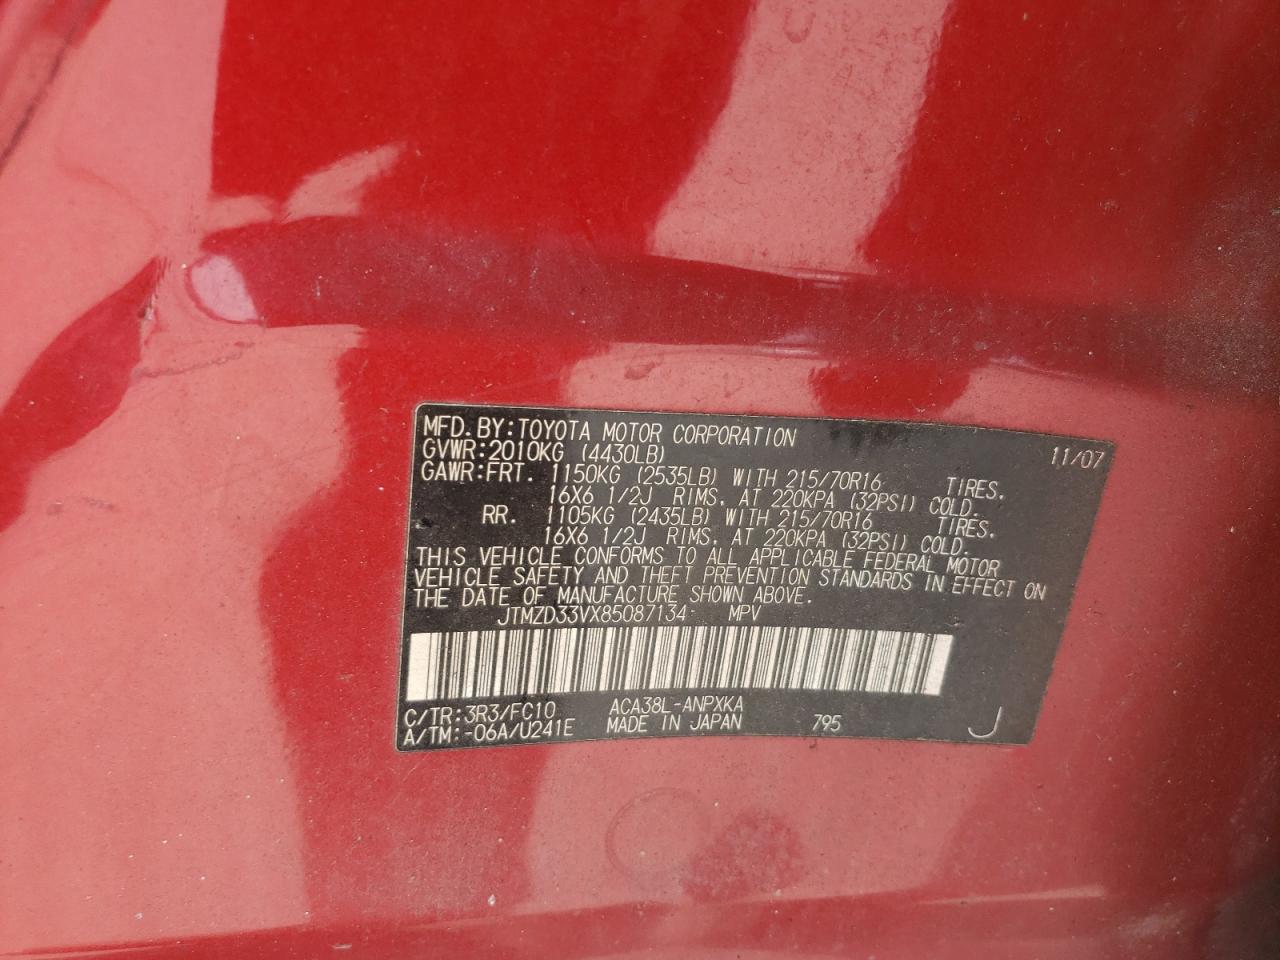 MFD. BY: TOYOTA MOTOR CORPORATION 11/07
GVWR: 2010KG (4430LB)
GAWR: FRT. 1150KG (2535LB) WITH 215/70R16 TIRES.
16X6 1/2J RIMS. AT 220KPA (32PSI) COLD.
RR. 1105KG (2435LB) WITH 215/70R16 TIRES.
16X6 1/2J RIMS. AT 220KPA (32PSI) COLD.
THIS VEHICLE CONFORMS TO ALL APPLICABLE FEDERAL MOTOR
VEHICLE SAFETY AND THEFT PREVENTION STANDARDS IN EFFECT ON
THE DATE OF MANUFACTURE SHOWN ABOVE.
JTMZD33VX85087134 MPV
C/TR: 3R3/FC10 ACA38L-ANPXKA
A/TM: -06A/U241E MADE IN JAPAN 795 J